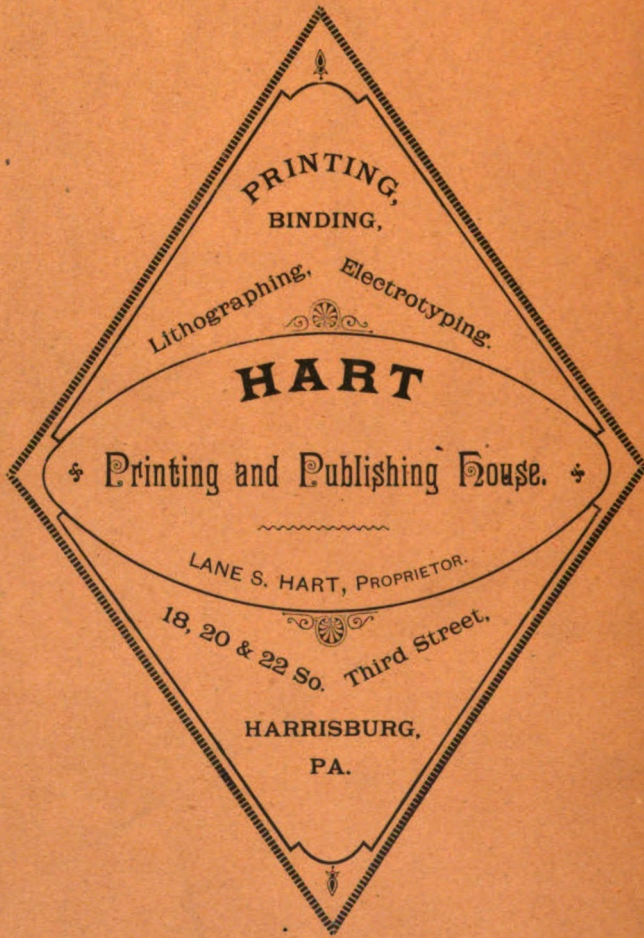 PRINTING,
BINDING,
Lithographing, Electrotyping.
HART
Printing and Publishing House.
LANE S. HART, PROPRIETOR.
18, 20 & 22 So. Third Street,
HARRISBURG,
PA.